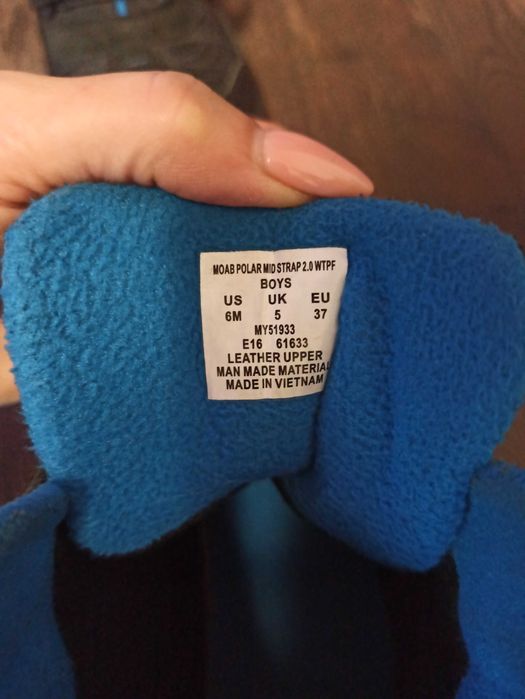 MOAB POLAR MID STRAP 2.0 WTPF
BOYS
US UK EU
6M 5 37
MY51933
E16 61633
LEATHER UPPER
MAN MADE MATERIAL
MADE IN VIETNAM